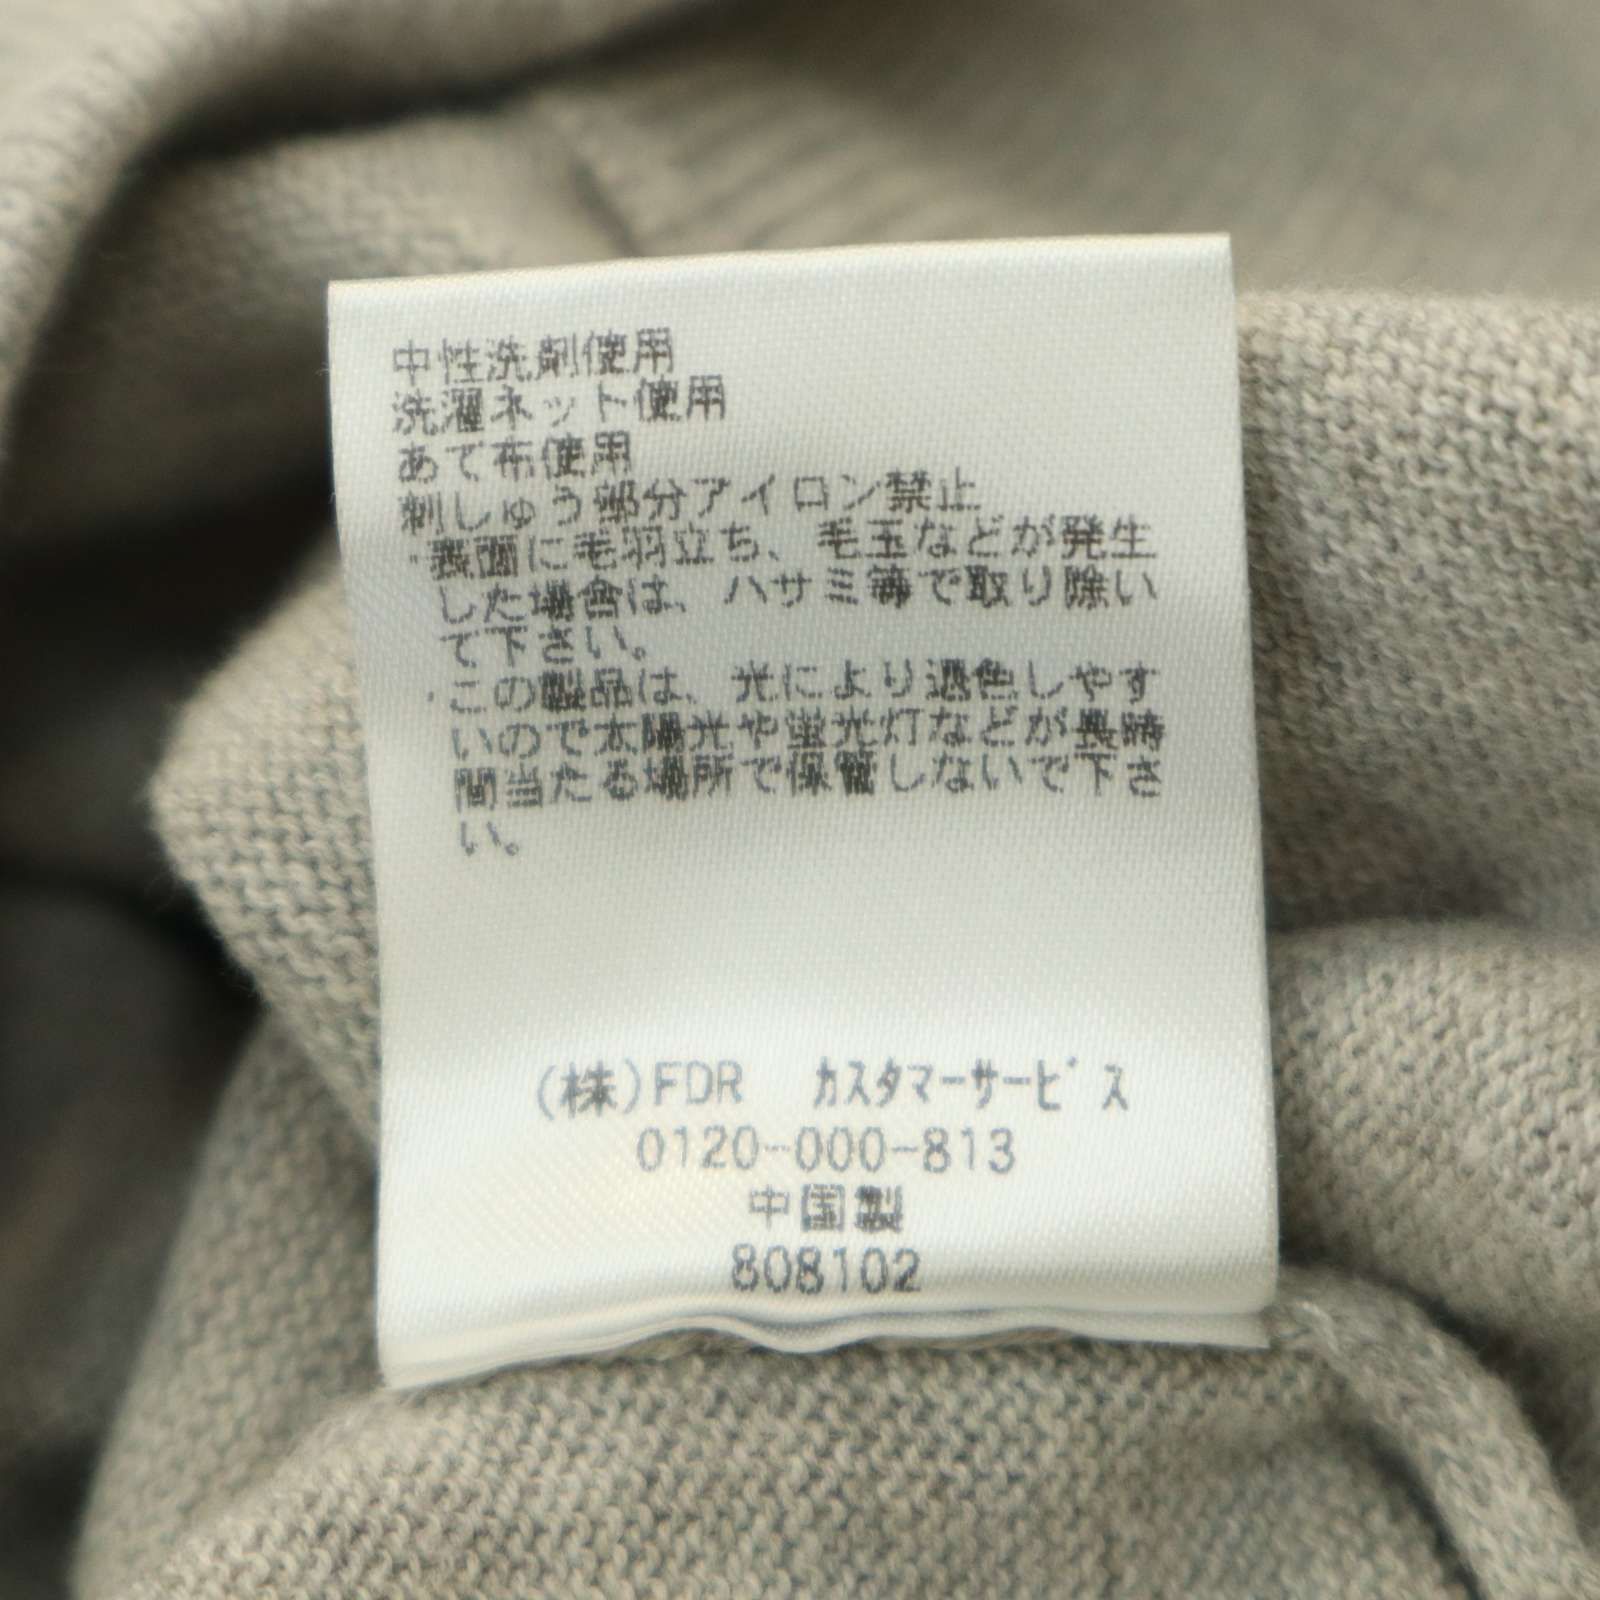 中性洗剤使用
洗濯ネット使用
あて布使用
刺しゅう部分アイロン禁止
・表面に毛羽立ち、毛玉などが発生
した場合は、ハサミ等で取り除い
て下さい。
・この製品は、光により退色しやす
いので太陽光や蛍光灯などが長時
間当たる場所で保管しないで下さ
い。
(株)FDR カスタマーサービス
0120-000-813
中国製
808102